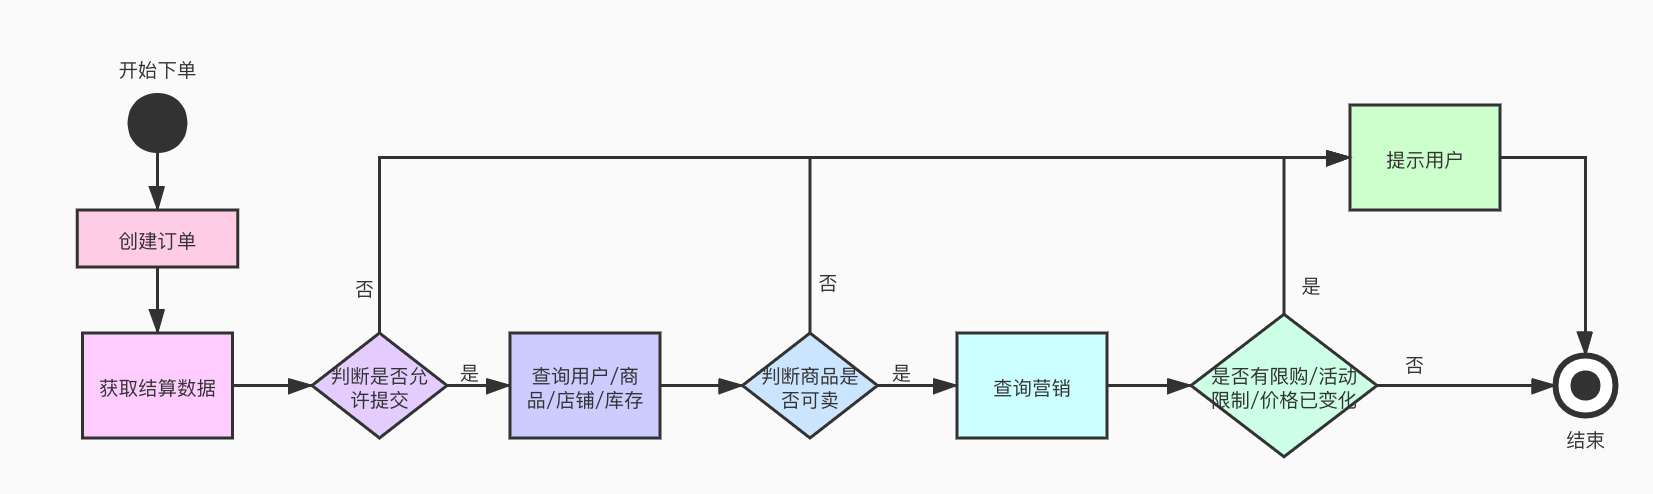 开始下单
创建订单
获取结算数据
判断是否允
许提交
否
是
查询用户/商
品/店铺/库存
判断商品是
否可卖
否
是
查询营销
是否有限购/活动
限制/价格已变化
是
否
提示用户
结束